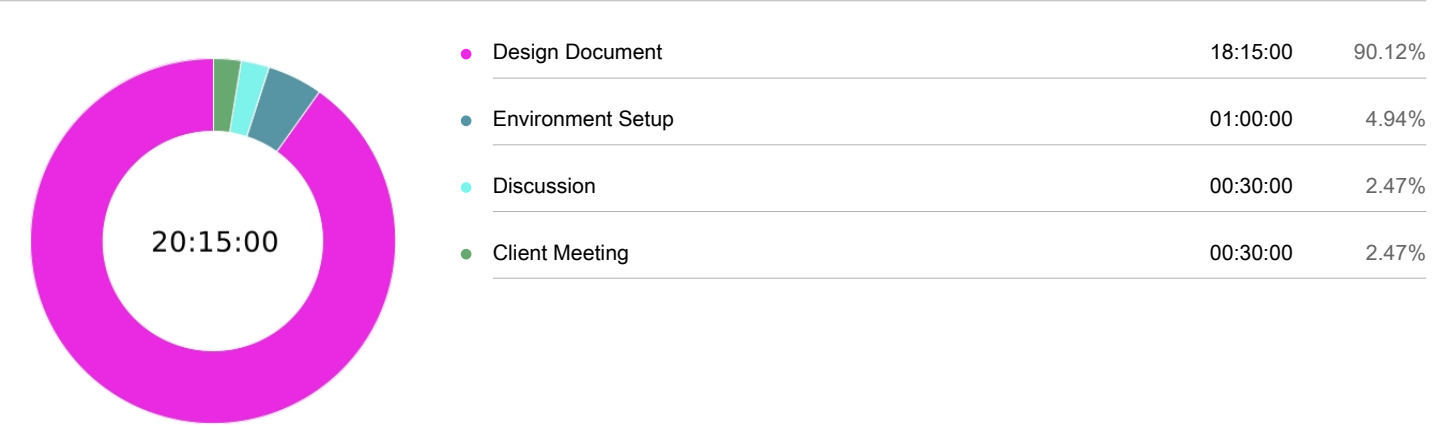 Design Document 18:15:00 90.12%
Environment Setup 01:00:00 4.94%
Discussion 00:30:00 2.47%
Client Meeting 00:30:00 2.47%
20:15:00